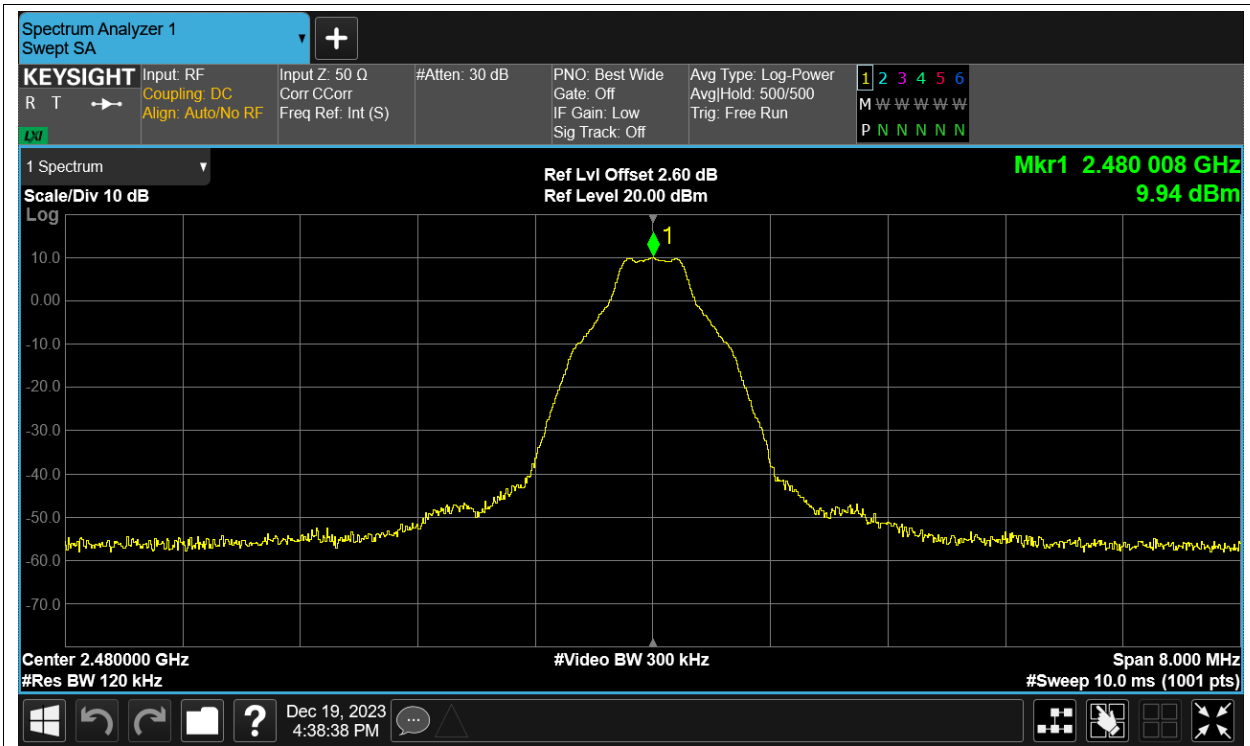 Spectrum Analyzer 1
Swept SA
KEYSIGHT
R T
LXI
Input: RF
Coupling: DC
Align: Auto/No RF
Input Z: 50 Ω
Corr CCorr
Freq Ref: Int (S)
#Atten: 30 dB
PNO: Best Wide
Gate: Off
IF Gain: Low
Sig Track: Off
Avg Type: Log-Power
Avg|Hold: 500/500
Trig: Free Run
1 2 3 4 5 6
M W W W W W
P N N N N N
1 Spectrum
Scale/Div 10 dB
Log
Ref Lvl Offset 2.60 dB
Ref Level 20.00 dBm
Mkr1 2.480 008 GHz
9.94 dBm
1
10.0
0.00
-10.0
-20.0
-30.0
-40.0
-50.0
-60.0
-70.0
Center 2.480000 GHz
#Res BW 120 kHz
#Video BW 300 kHz
Span 8.000 MHz
#Sweep 10.0 ms (1001 pts)
?
Dec 19, 2023
4:38:38 PM